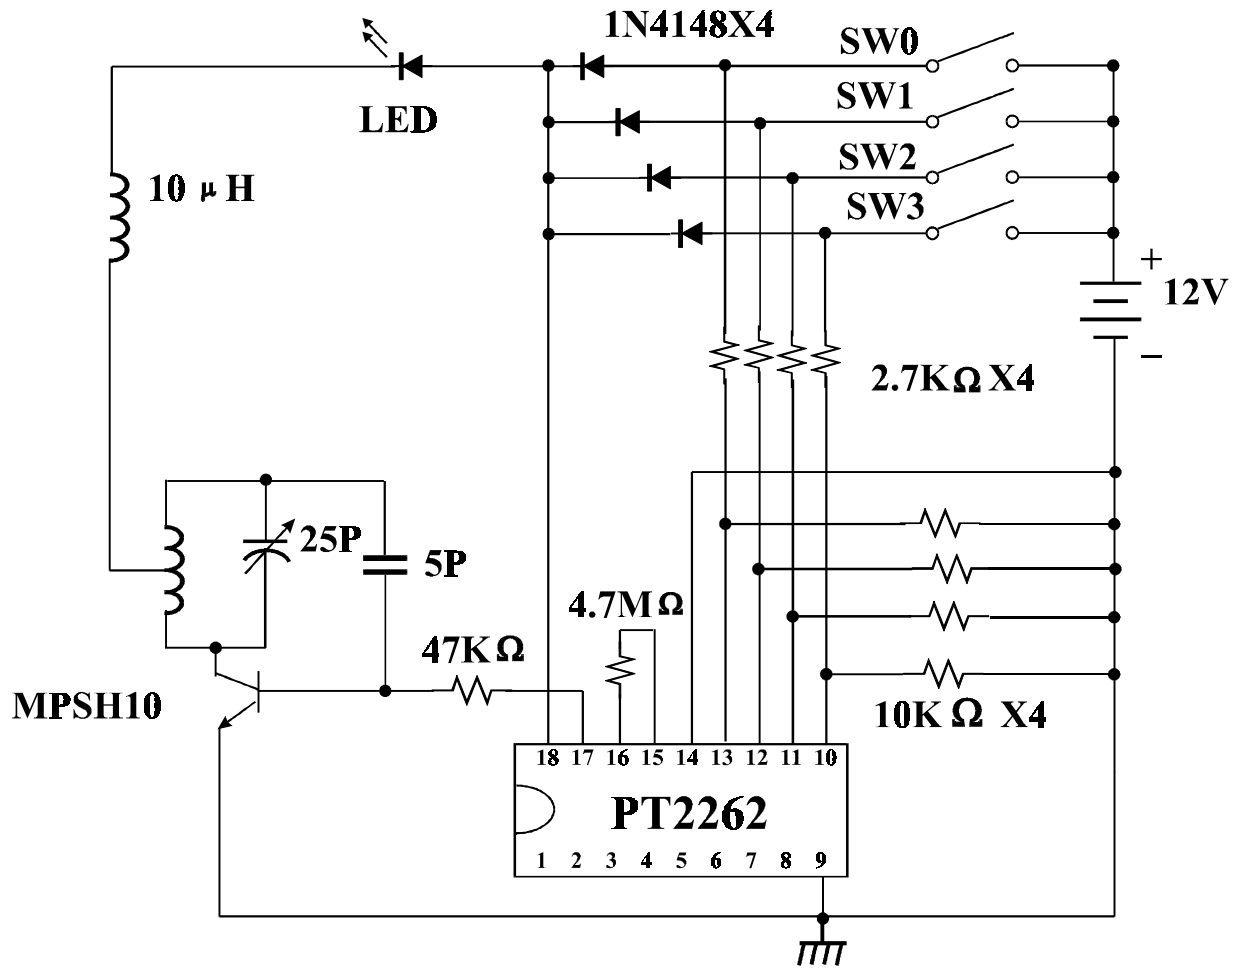 1N4148X4
SW0
LED
SW1
SW2
SW3
10 μH
+
12V
−
2.7KΩ X4
25P
5P
4.7MΩ
47KΩ
MPSH10
10KΩ X4
18 17 16 15 14 13 12 11 10
PT2262
1 2 3 4 5 6 7 8 9